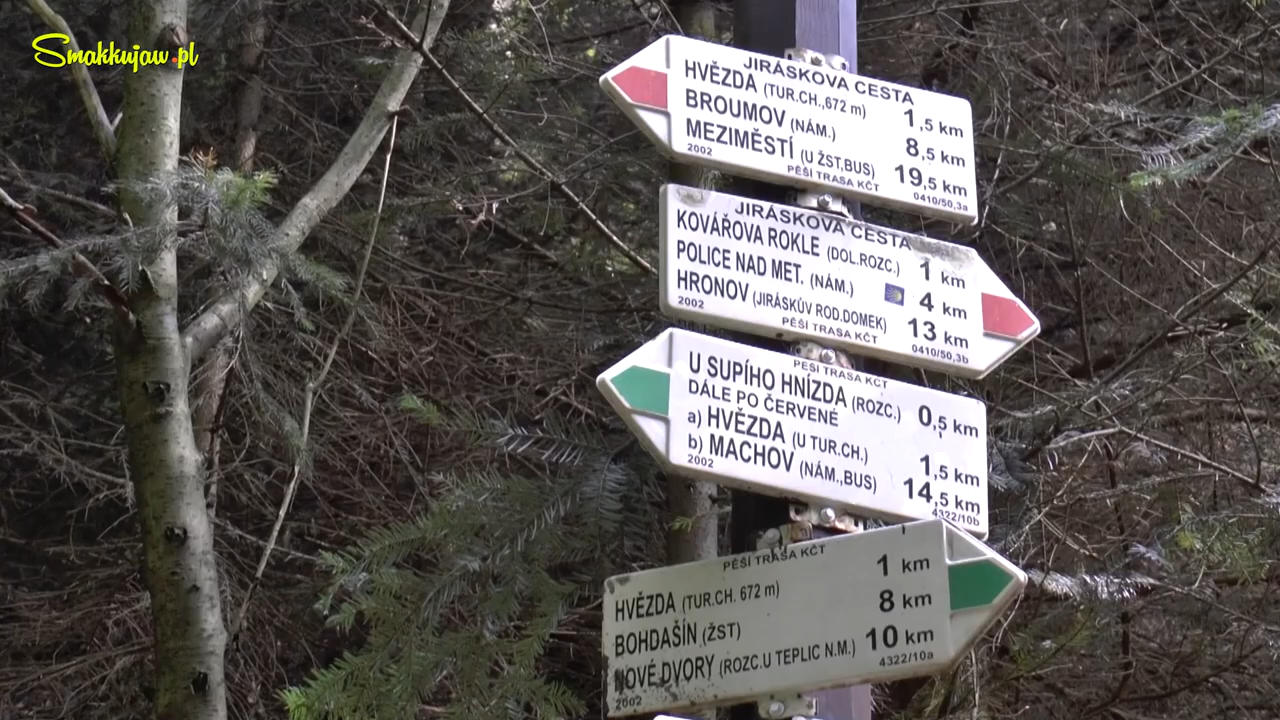 Smakkujaw.pl
JIRÁSKOVA CESTA
HVĚZDA (TUR.CH.,672 m) 1,5 km
BROUMOV (NÁM.) 8,5 km
MEZIMĚSTÍ (U ŽST,BUS) 19,5 km
2002 PĚŠÍ TRASA KČT 0410/50,3a
JIRÁSKOVA CESTA
KOVÁŘOVA ROKLE (DOL.ROZC.) 1 km
POLICE NAD MET. (NÁM.) 4 km
HRONOV (JIRÁSKŮV ROD.DOMEK) 13 km
2002 PĚŠÍ TRASA KČT 0410/50,3b
PĚŠÍ TRASA KČT
U SUPÍHO HNÍZDA (ROZC.) 0,5 km
DÁLE PO ČERVENÉ
a) HVĚZDA (U TUR.CH.) 1,5 km
b) MACHOV (NÁM.,BUS) 14,5 km
2002 4322/10b
PĚŠÍ TRASA KČT
HVĚZDA (TUR.CH. 672 m) 1 km
BOHDAŠÍN (ŽST) 8 km
NOVÉ DVORY (ROZC.U TEPLIC N.M.) 10 km
2002 4322/10a